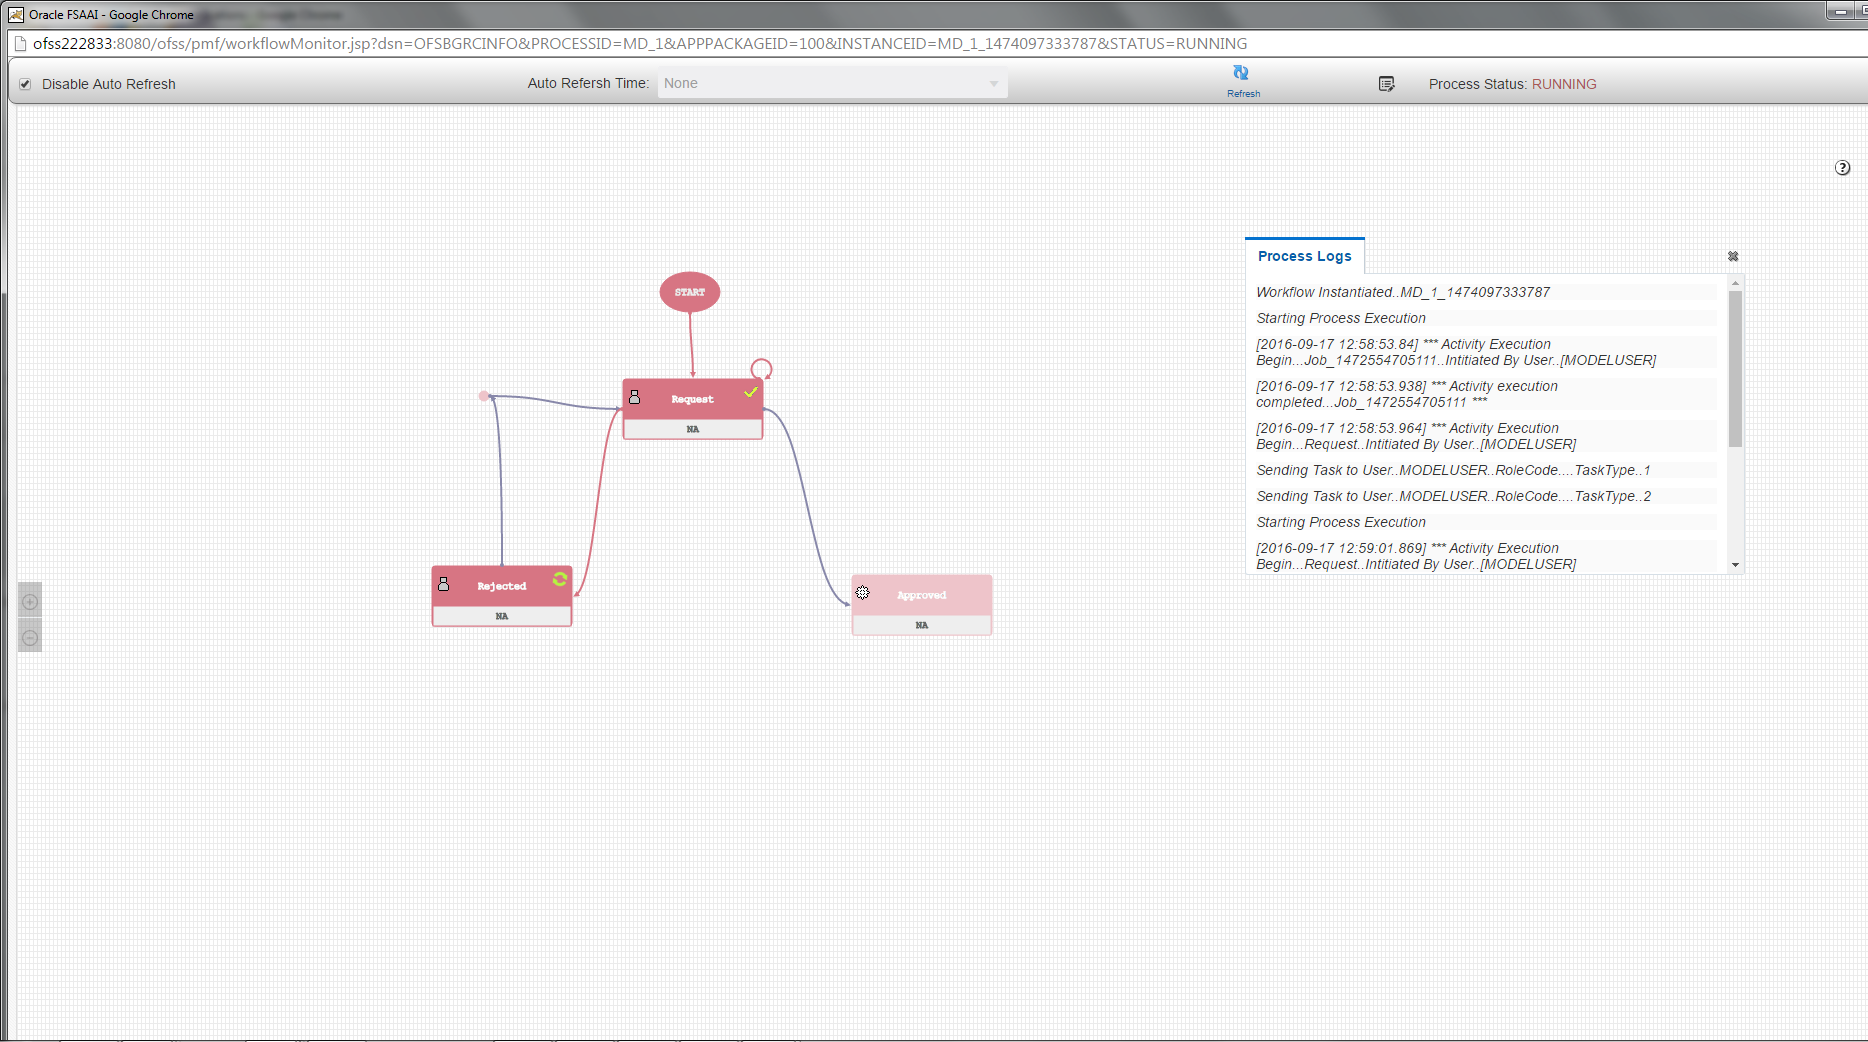 Oracle FSAAI - Google Chrome
ofss222833:8080/ofss/pmf/workflowMonitor.jsp?dsn=OFSBGRCINFO&PROCESSID=MD_1&APPPACKAGEID=100&INSTANCEID=MD_1_1474097333787&STATUS=RUNNING
Disable Auto Refresh
Auto Refersh Time: None
Refresh
Process Status: RUNNING
?
Process Logs
Workflow Instantiated..MD_1_1474097333787
Starting Process Execution
[2016-09-17 12:58:53.84] *** Activity Execution
Begin...Job_1472554705111..Intitiated By User..[MODELUSER]
[2016-09-17 12:58:53.938] *** Activity execution
completed...Job_1472554705111 ***
[2016-09-17 12:58:53.964] *** Activity Execution
Begin...Request..Intitiated By User..[MODELUSER]
Sending Task to User..MODELUSER..RoleCode....TaskType..1
Sending Task to User..MODELUSER..RoleCode....TaskType..2
Starting Process Execution
[2016-09-17 12:59:01.869] *** Activity Execution
Begin...Request..Intitiated By User..[MODELUSER]
START
Request
NA
Rejected
NA
Approved
NA